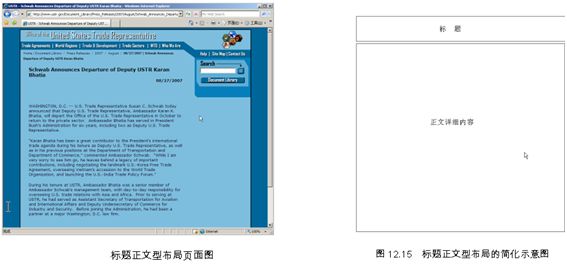 USTR - Schwab Announces Departure of Deputy USTR Karan Bhatia - Windows Internet Explorer
Office of the United States Trade Representative
Trade Agreements | World Regions | Trade & Development | Trade Sectors | WTO | Who We Are
Help | Site Map | Contact Us
Home / Document Library / Press Releases / 2007 / August / 08/27/2007 | Schwab Announces
Departure of Deputy USTR Karan Bhatia
Search
Document Library
Schwab Announces Departure of Deputy USTR Karan
Bhatia
08/27/2007
WASHINGTON, D.C. -- U.S. Trade Representative Susan C. Schwab today
announced that Deputy U.S. Trade Representative, Ambassador Karan K.
Bhatia, will depart the Office of the U.S. Trade Representative in October to
return to the private sector. Ambassador Bhatia has served in President
Bush's Administration for six years, including two as Deputy U.S. Trade
Representative.
"Karan Bhatia has been a great contributor to the President's international
trade agenda during his tenure as Deputy U.S. Trade Representative, as well
as in his previous positions at the Department of Transportation and
Department of Commerce," commented Ambassador Schwab. "While I am
very sorry to see him go, he leaves behind a legacy of important
contributions, including negotiating the landmark U.S.-Korea Free Trade
Agreement, overseeing Vietnam's accession to the World Trade
Organization, and launching the U.S.-India Trade Policy Forum."
During his tenure at USTR, Ambassador Bhatia was a senior member of
Ambassador Schwab's management team, with day-to-day responsibility for
overseeing U.S. trade relations with Asia and Africa. Prior to serving at
USTR, he had served as Assistant Secretary of Transportation for Aviation
and International Affairs and Deputy Undersecretary of Commerce for
Industry and Security. Before joining the Administration, he had been a
partner at a major Washington, D.C. law firm.
Internet
100%
标题正文型布局页面图
标 题
正文详细内容
图 12.15 标题正文型布局的简化示意图